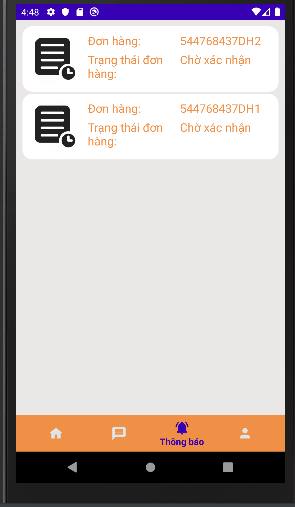 4:48
Đơn hàng: 544768437DH2
Trạng thái đơn hàng: Chờ xác nhận
Đơn hàng: 544768437DH1
Trạng thái đơn hàng: Chờ xác nhận
Thông báo